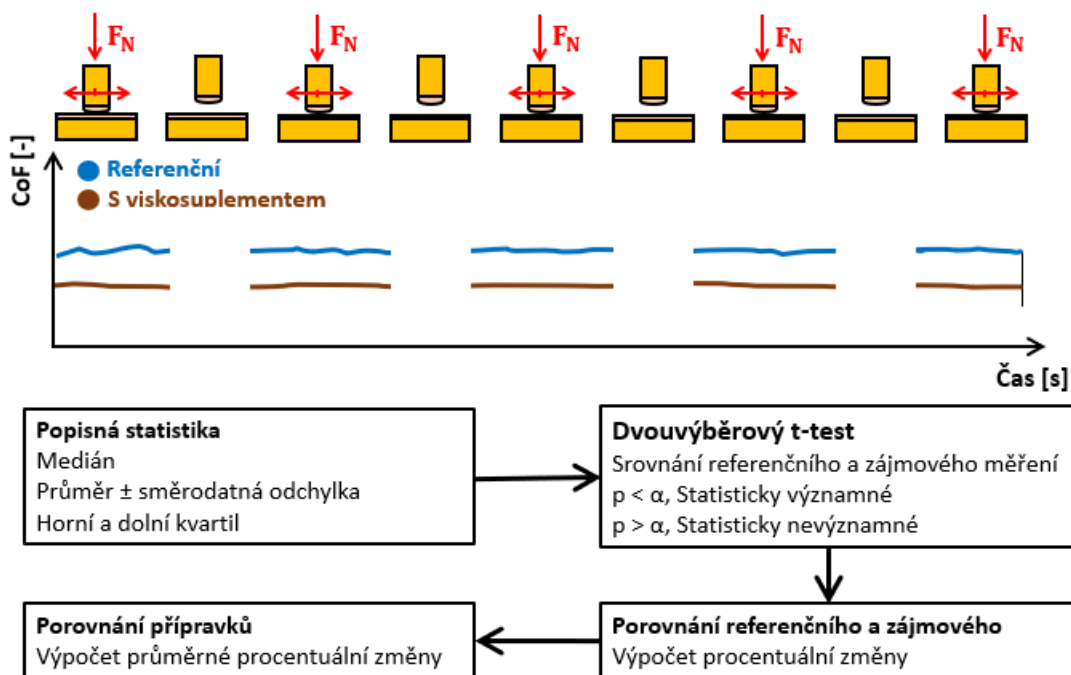 F_N F_N F_N F_N F_N
CoF [-]
Referenční
S viskosuplementem
Čas [s]
Popisná statistika
Medián
Průměr ± směrodatná odchylka
Horní a dolní kvartil
Dvouvýběrový t-test
Srovnání referenčního a zájmového měření
p < α, Statisticky významné
p > α, Statisticky nevýznamné
Porovnání přípravků
Výpočet průměrné procentuální změny
Porovnání referenčního a zájmového
Výpočet procentuální změny